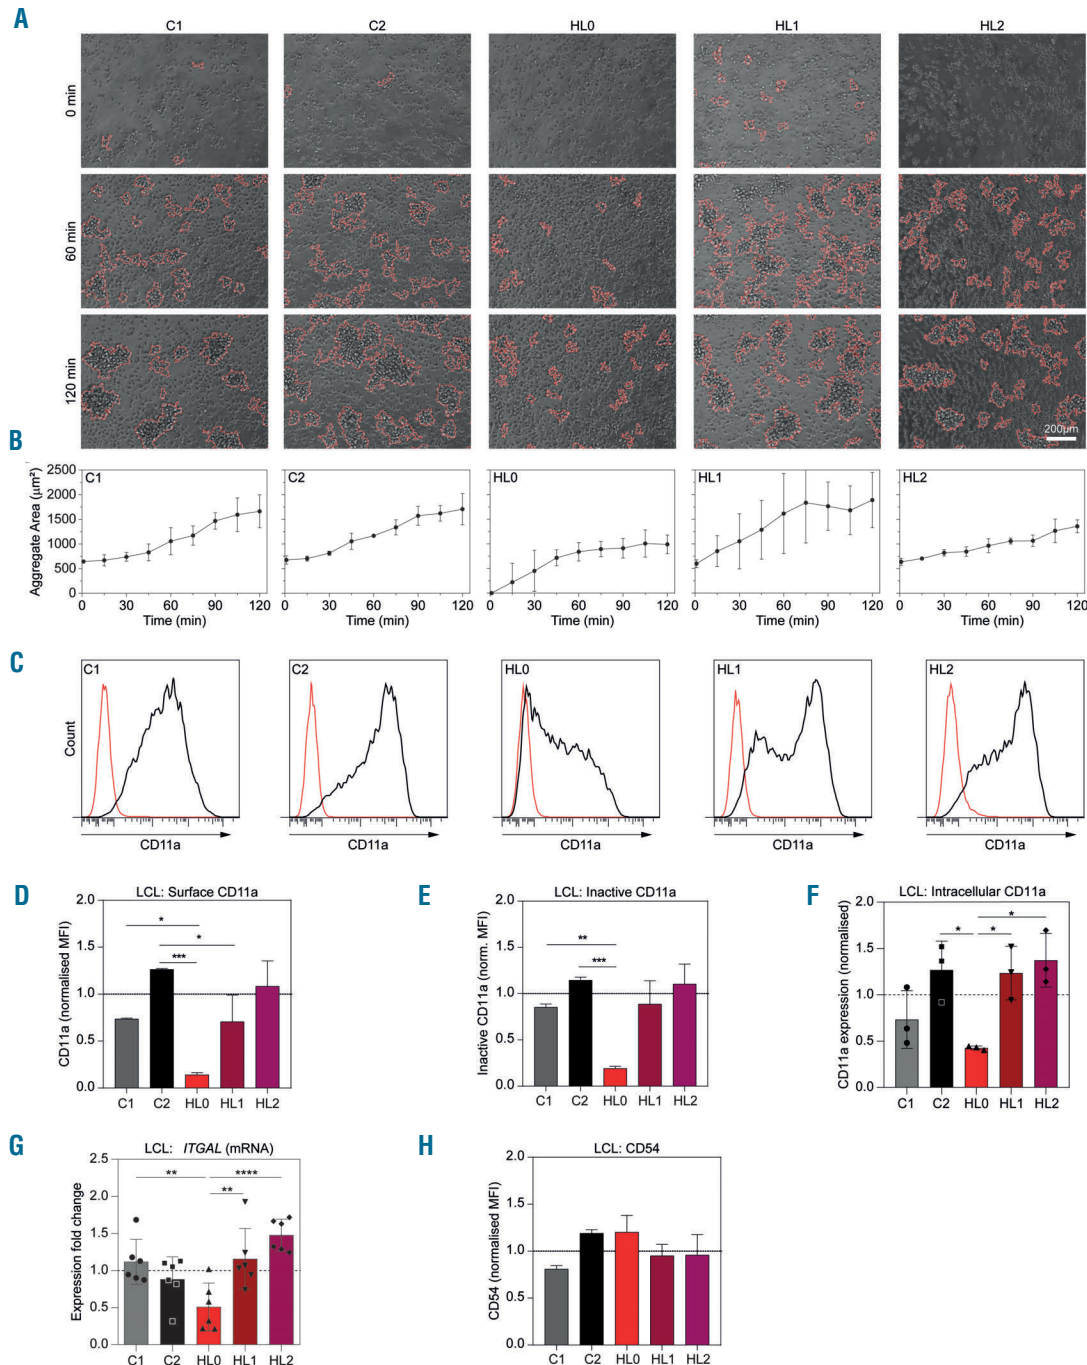 A
C1 C2 HL0 HL1 HL2
0 min
60 min
120 min
200μm
B
C1 C2 HL0 HL1 HL2
Aggregate Area (μm²)
2500
2000
1500
1000
500
0
0 30 60 90 120 0 30 60 90 120 0 30 60 90 120 0 30 60 90 120 0 30 60 90 120
Time (min) Time (min) Time (min) Time (min) Time (min)
C
C1 C2 HL0 HL1 HL2
Count
CD11a CD11a CD11a CD11a CD11a
D
LCL: Surface CD11a
CD11a (normalised MFI)
2.0
1.5
1.0
0.5
0.0
*
*
***
C1 C2 HL0 HL1 HL2
E
LCL: Inactive CD11a
Inactive CD11a (norm. MFI)
2.0
1.5
1.0
0.5
0.0
**
***
C1 C2 HL0 HL1 HL2
F
LCL: Intracellular CD11a
CD11a expression (normalised)
2.0
1.5
1.0
0.5
0.0
*
* *
C1 C2 HL0 HL1 HL2
G
LCL: ITGAL (mRNA)
Expression fold change
2.5
2.0
1.5
1.0
0.5
0.0
** ****
**
C1 C2 HL0 HL1 HL2
H
LCL: CD54
CD54 (normalised MFI)
2.0
1.5
1.0
0.5
0.0
C1 C2 HL0 HL1 HL2